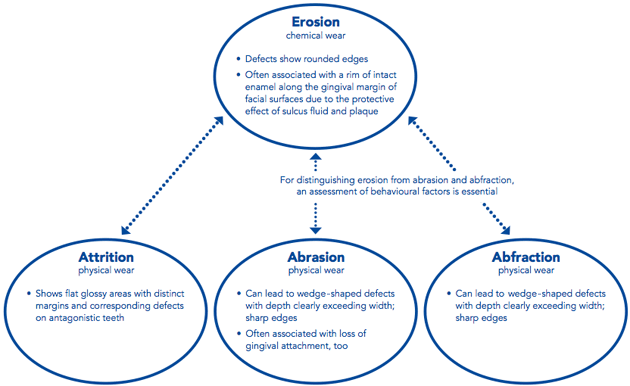 Erosion
chemical wear
• Defects show rounded edges
• Often associated with a rim of intact
enamel along the gingival margin of
facial surfaces due to the protective
effect of sulcus fluid and plaque
For distinguishing erosion from abrasion and abfraction,
an assessment of behavioural factors is essential
Attrition
physical wear
• Shows flat glossy areas with distinct
margins and corresponding defects
on antagonistic teeth
Abrasion
physical wear
• Can lead to wedge-shaped defects
with depth clearly exceeding width;
sharp edges
• Often associated with loss of
gingival attachment, too
Abfraction
physical wear
• Can lead to wedge-shaped defects
with depth clearly exceeding width;
sharp edges